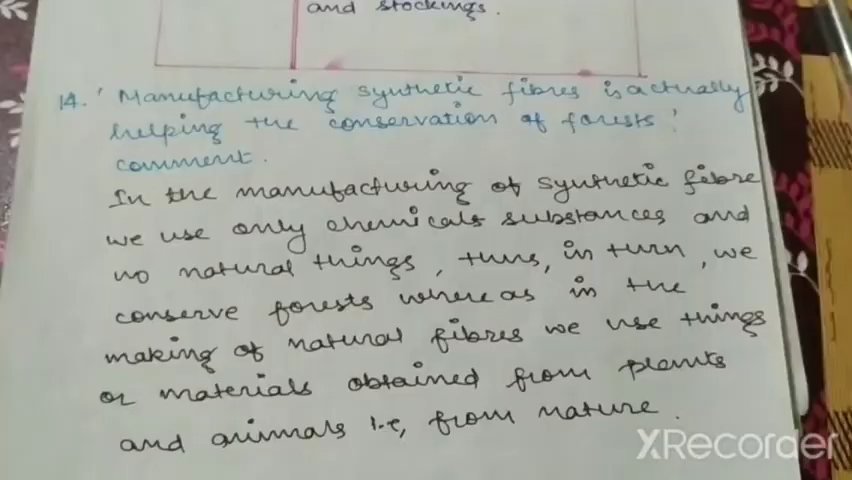 and stockings.
14. 'Manufacturing synthetic fibres is actually
helping the conservation of forests'.
comment.
In the manufacturing of synthetic fibre
we use only chemicals substances and
no natural things, thus, in turn, we
conserve forests where as in the
making of natural fibres we use things
or materials obtained from plants
and animals i.e, from nature.
XRecorder